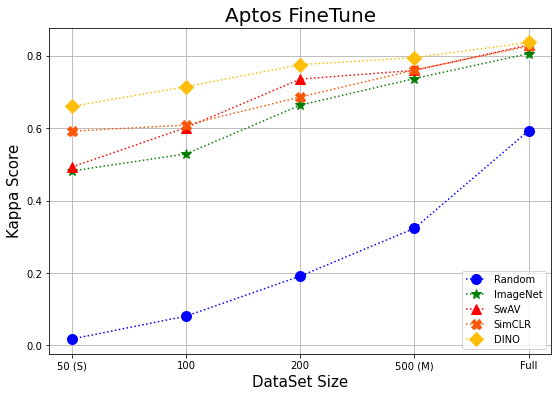 Aptos FineTune
Kappa Score
0.8
0.6
0.4
0.2
0.0
50 (S)
100
200
500 (M)
Full
DataSet Size
Random
ImageNet
SwAV
SimCLR
DINO